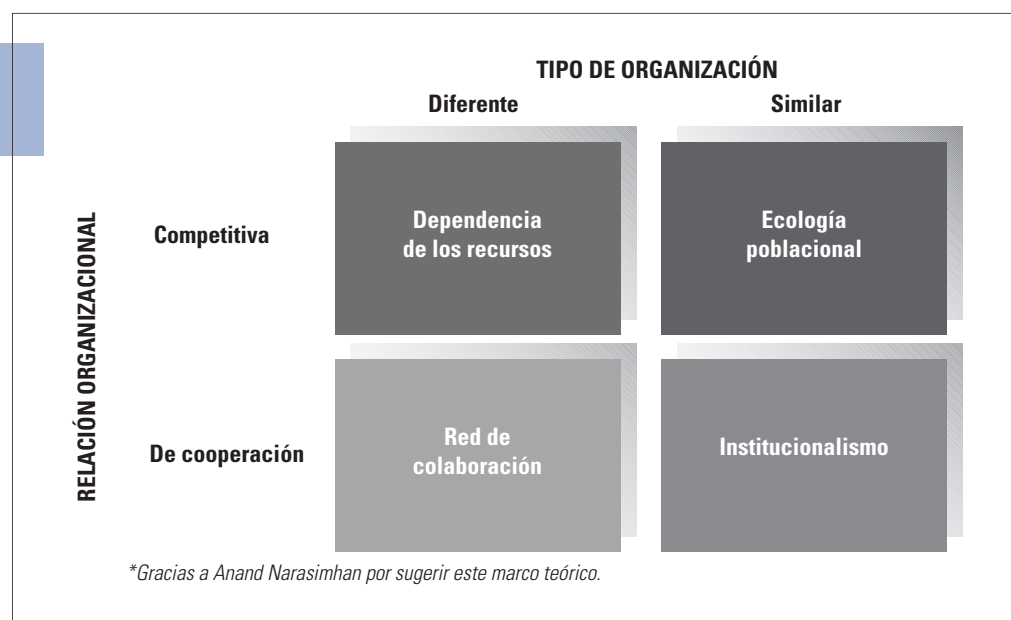 TIPO DE ORGANIZACIÓN
Diferente
Similar
RELACIÓN ORGANIZACIONAL
Competitiva
Dependencia
de los recursos
Ecología
poblacional
De cooperación
Red de
colaboración
Institucionalismo
*Gracias a Anand Narasimhan por sugerir este marco teórico.